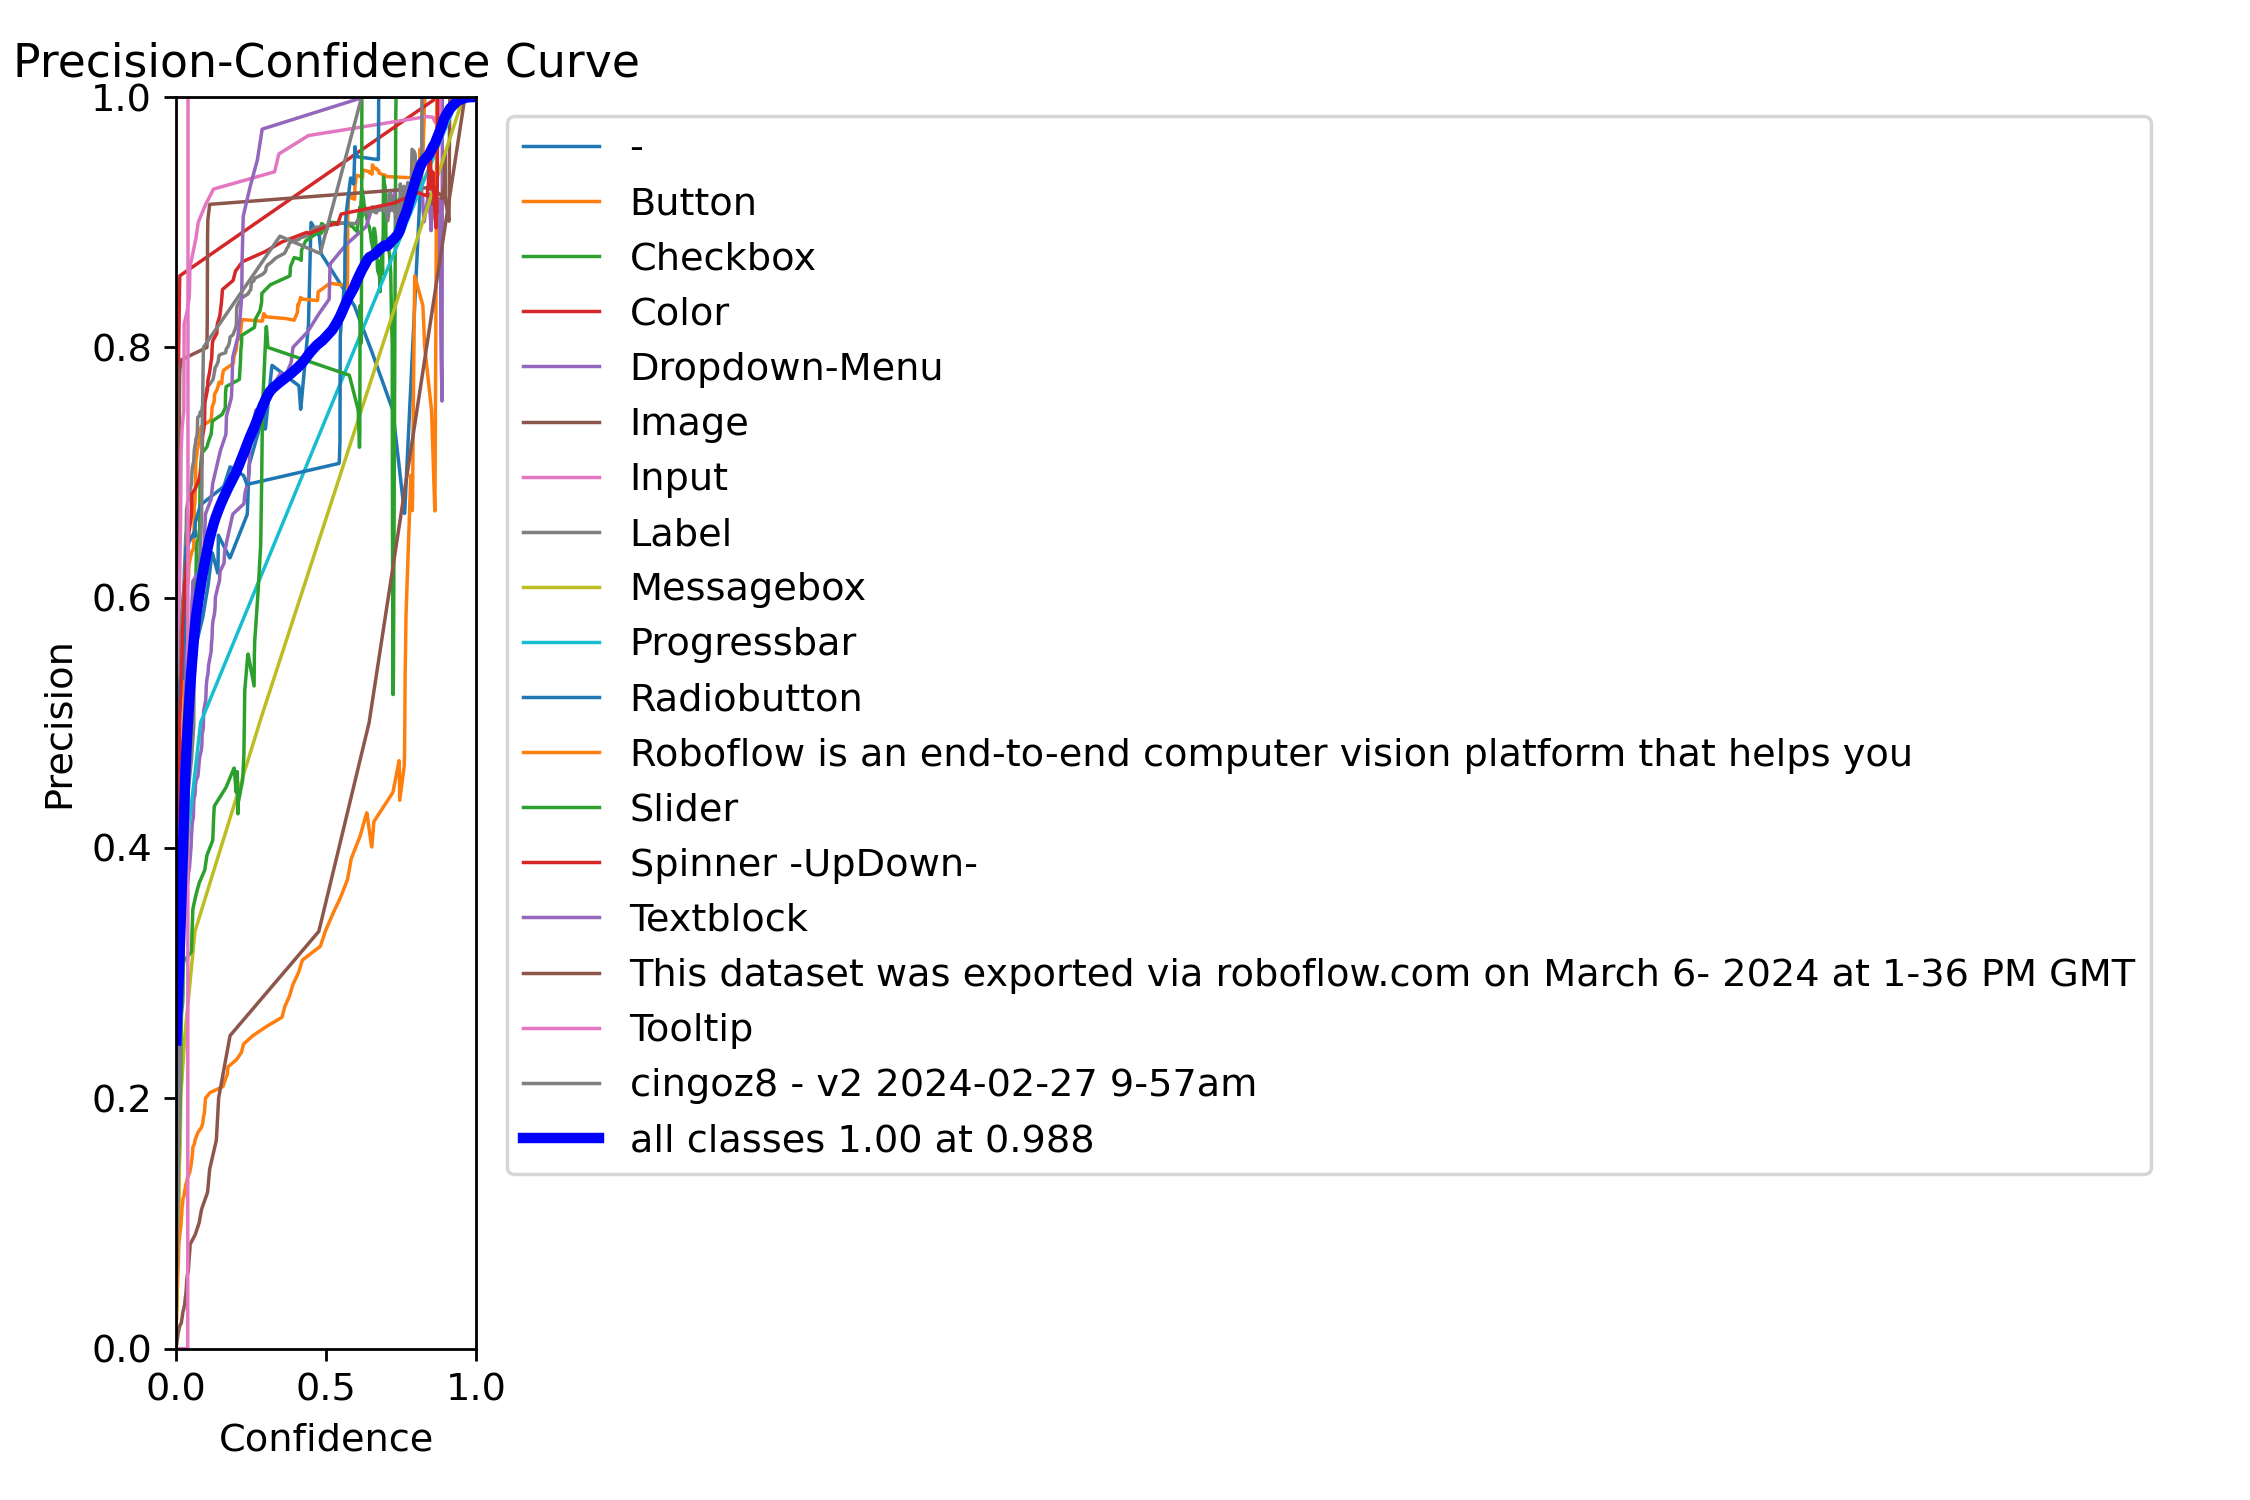 Precision-Confidence Curve
1.0
0.8
0.6
0.4
0.2
0.0
Precision
0.0 0.5 1.0
Confidence
-
Button
Checkbox
Color
Dropdown-Menu
Image
Input
Label
Messagebox
Progressbar
Radiobutton
Roboflow is an end-to-end computer vision platform that helps you
Slider
Spinner -UpDown-
Textblock
This dataset was exported via roboflow.com on March 6- 2024 at 1-36 PM GMT
Tooltip
cingoz8 - v2 2024-02-27 9-57am
all classes 1.00 at 0.988